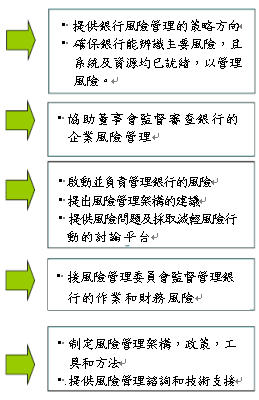 · 提供銀行風險管理的策略方向
· 確保銀行能辨識主要風險，且
系統及資源均已就緒，以管理
風險。
· 協助董事會監督審查銀行的
企業風險管理
· 啟動並負責管理銀行的風險
· 提出風險管理架構的建議
· 提供風險問題及採取減輕風險行
動的討論平台
· 接風險管理委員會監督管理銀
行的作業和財務風險
· 制定風險管理架構，政策，工
具和方法
· 提供風險管理諮詢和技術支援